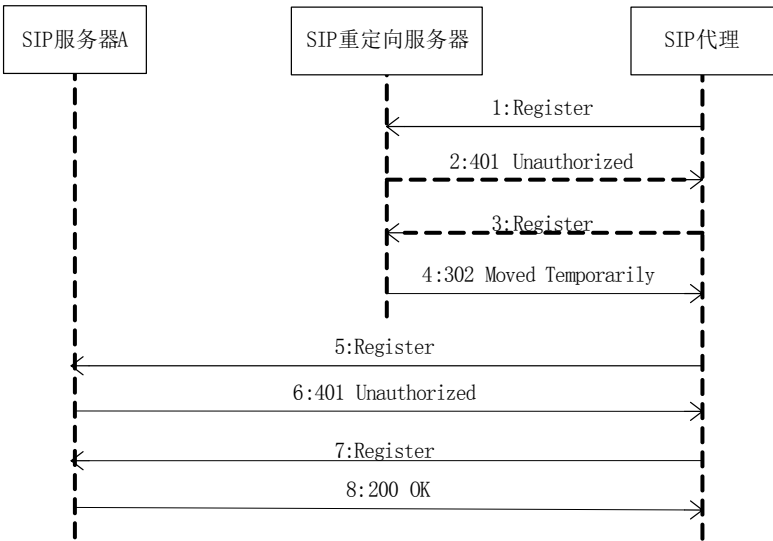 SIP服务器A
SIP重定向服务器
SIP代理
1:Register
2:401 Unauthorized
3:Register
4:302 Moved Temporarily
5:Register
6:401 Unauthorized
7:Register
8:200 OK